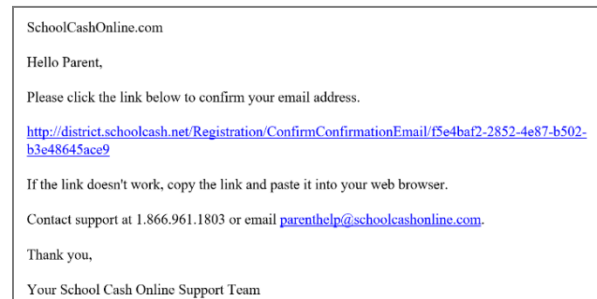 SchoolCashOnline.com
Hello Parent,
Please click the link below to confirm your email address.
http://district.schoolcash.net/Registration/ConfirmConfirmationEmail/f5e4baf2-2852-4e87-b502-
b3e48645ace9
If the link doesn't work, copy the link and paste it into your web browser.
Contact support at 1.866.961.1803 or email parenthelp@schoolcashonline.com.
Thank you,
Your School Cash Online Support Team